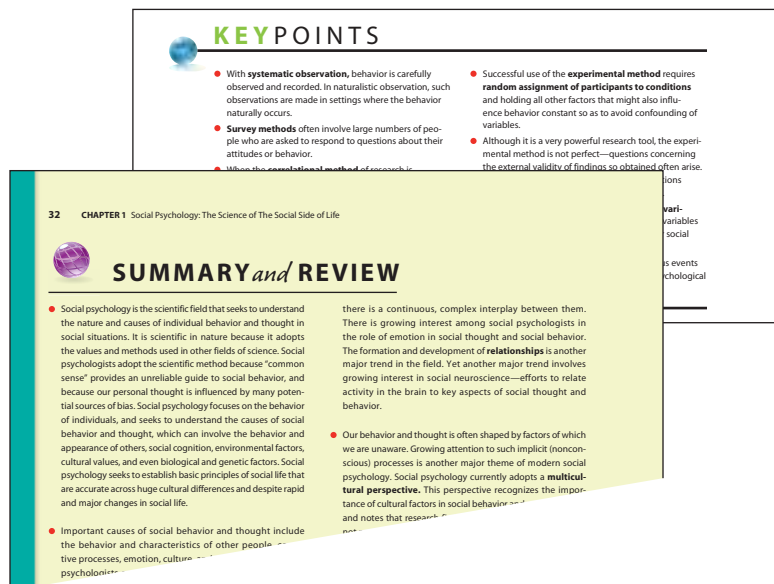 KEYPOINTS
● With systematic observation, behavior is carefully
observed and recorded. In naturalistic observation, such
observations are made in settings where the behavior
naturally occurs.
● Survey methods often involve large numbers of peo-
ple who are asked to respond to questions about their
attitudes or behavior.
● When the correlational method of research is
● Successful use of the experimental method requires
random assignment of participants to conditions
and holding all other factors that might also influ-
ence behavior constant so as to avoid confounding of
variables.
● Although it is a very powerful research tool, the experi-
mental method is not perfect—questions concerning
the external validity of findings so obtained often arise.
vari-
variables
social
events
32 CHAPTER 1 Social Psychology: The Science of The Social Side of Life
SUMMARY and REVIEW
● Social psychology is the scientific field that seeks to understand
the nature and causes of individual behavior and thought in
social situations. It is scientific in nature because it adopts
the values and methods used in other fields of science. Social
psychologists adopt the scientific method because “common
sense” provides an unreliable guide to social behavior, and
because our personal thought is influenced by many poten-
tial sources of bias. Social psychology focuses on the behavior
of individuals, and seeks to understand the causes of social
behavior and thought, which can involve the behavior and
appearance of others, social cognition, environmental factors,
cultural values, and even biological and genetic factors. Social
psychology seeks to establish basic principles of social life that
are accurate across huge cultural differences and despite rapid
and major changes in social life.
● Important causes of social behavior and thought include
the behavior and characteristics of other people,
tive processes, emotion, culture,
psychologists
there is a continuous, complex interplay between them.
There is growing interest among social psychologists in
the role of emotion in social thought and social behavior.
The formation and development of relationships is another
major trend in the field. Yet another major trend involves
growing interest in social neuroscience—efforts to relate
activity in the brain to key aspects of social thought and
behavior.
● Our behavior and thought is often shaped by factors of which
we are unaware. Growing attention to such implicit (noncon-
scious) processes is another major theme of modern social
psychology. Social psychology currently adopts a multicul-
tural perspective. This perspective recognizes the impor-
tance of cultural factors in social behavior and
and notes that research